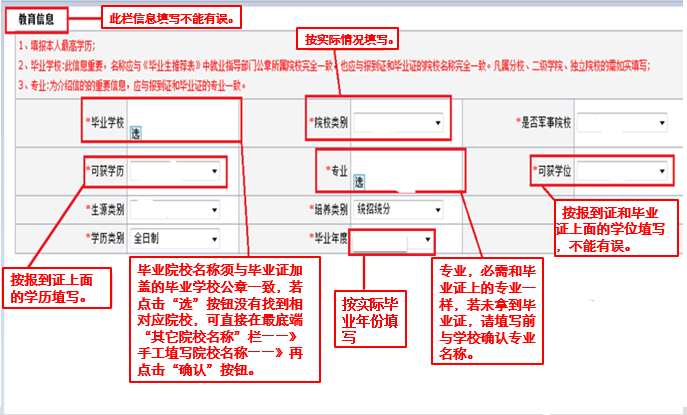 教育信息
此栏信息填写不能有误。
按实际情况填写。
1、填报本人最高学历；
2、毕业学校:此信息重要，名称应与《毕业生推荐表》中就业指导部门公章所属院校完全一致。也应与报到证和毕业证的院校名称完全一致。凡属分校、二级学院、独立院校的需如实填写；
3、专业:为介绍信的的重要信息，应与报到证和毕业证的专业一致。
*毕业学校 选 *院校类别 *是否军事院校
*可获学历 *专业 选 *可获学位
*生源类别 *培养类别 统招统分
*学历类别 全日制 *毕业年度
按报到证和毕业
证上面的学位填写
，不能有误。
按报到证上面
的学历填写。
毕业院校名称须与毕业证加
盖的毕业学校公章一致，若
点击“选”按钮没有找到相
对应院校，可直接在最底端
“其它院校名称”栏——》
手工填写院校名称——》再
点击“确认”按钮。
按实际毕
业年份填
写
专业，必需和毕
业证上的专业一
样，若未拿到毕
业证，请填写前
与学校确认专业
名称。